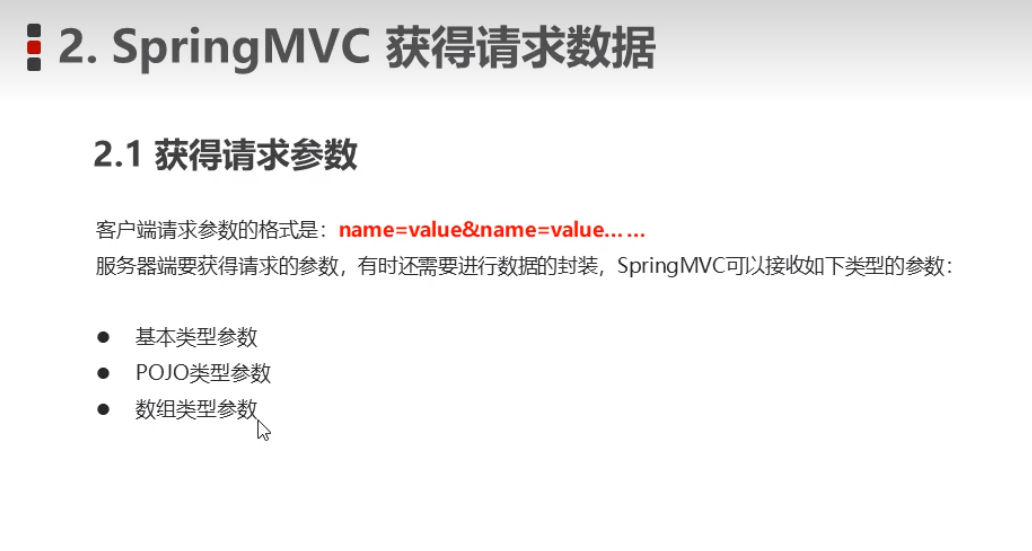 2. SpringMVC 获得请求数据
2.1 获得请求参数
客户端请求参数的格式是：name=value&name=value… …
服务器端要获得请求的参数，有时还需要进行数据的封装，SpringMVC可以接收如下类型的参数：
● 基本类型参数
● POJO类型参数
● 数组类型参数